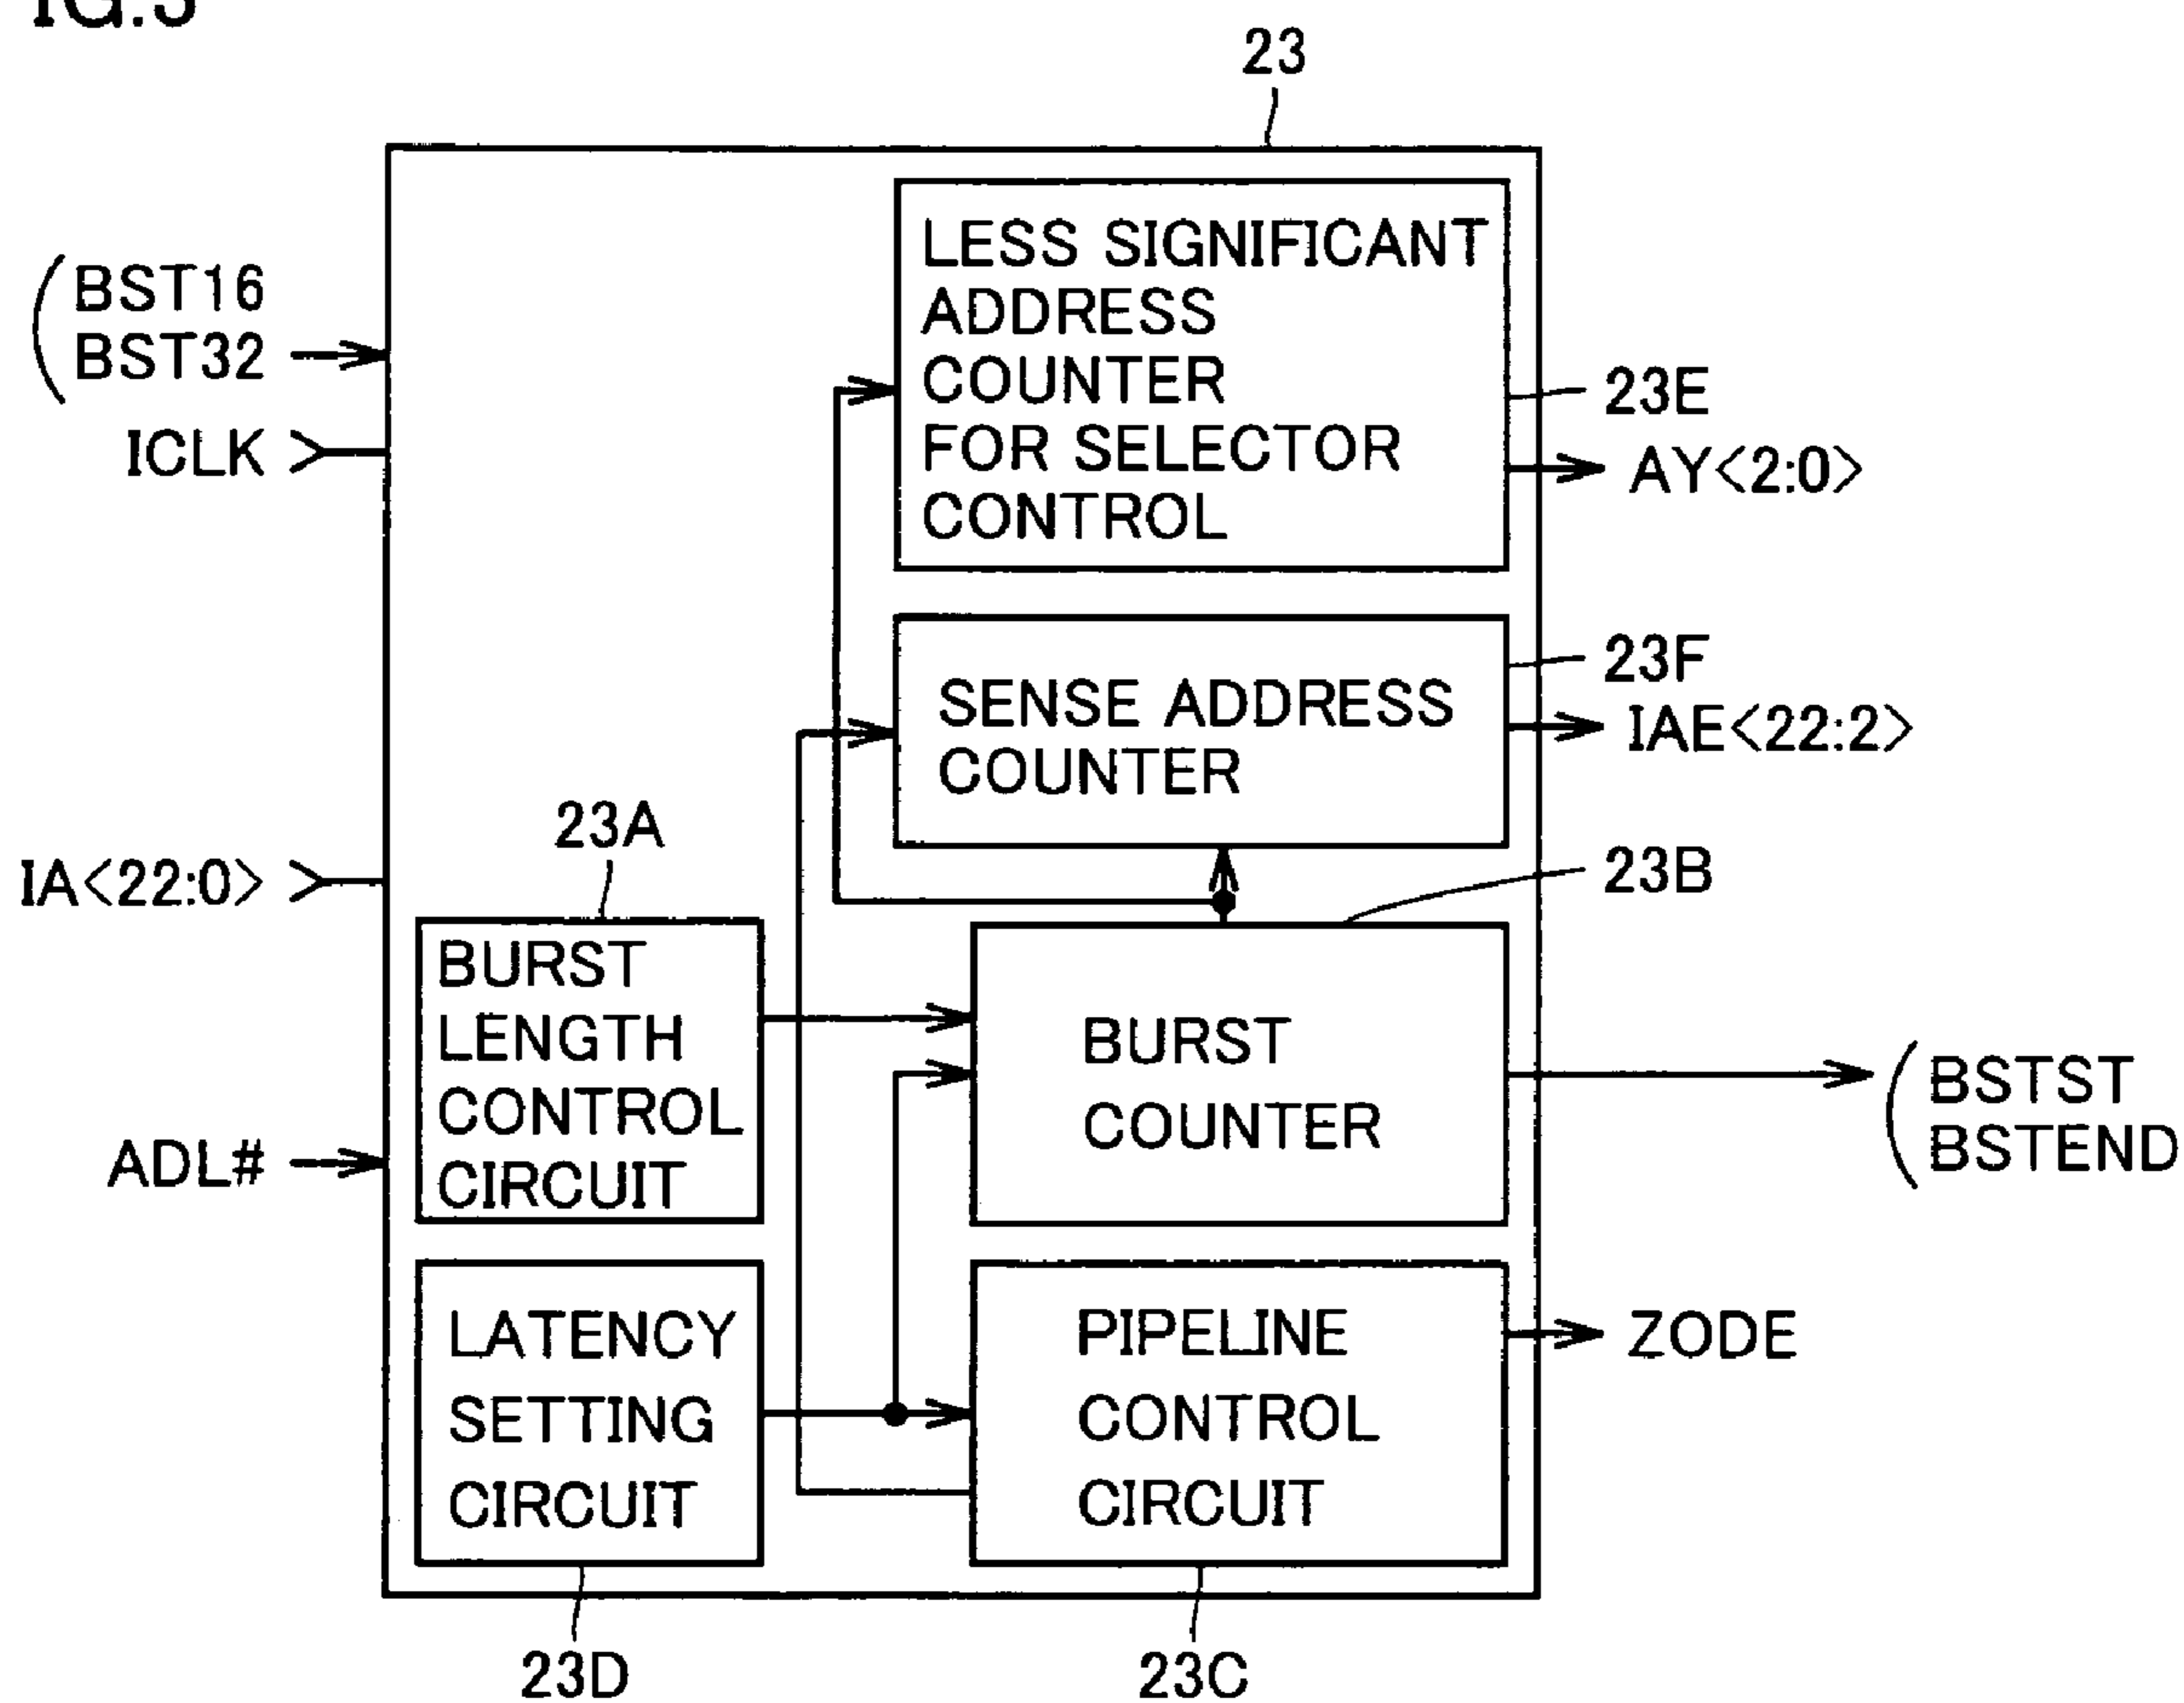 IG.3
23
BST16
BST32
ICLK
IA<22:0>
ADL#
LESS SIGNIFICANT
ADDRESS
COUNTER
FOR SELECTOR
CONTROL
23E
AY<2:0>
SENSE ADDRESS
COUNTER
23F
IAE<22:2>
23A
BURST
LENGTH
CONTROL
CIRCUIT
23B
BURST
COUNTER
BSTST
BSTEND
LATENCY
SETTING
CIRCUIT
PIPELINE
CONTROL
CIRCUIT
ZODE
23D
23C